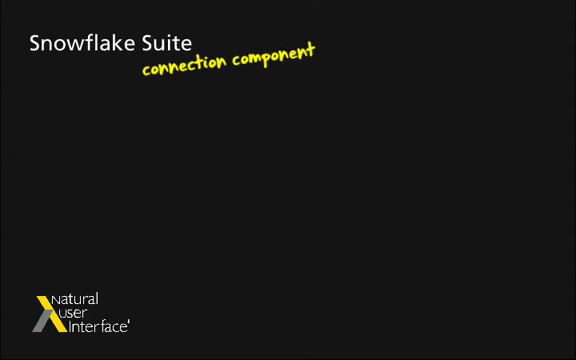 Snowflake Suite
connection component
Natural
user
Interface